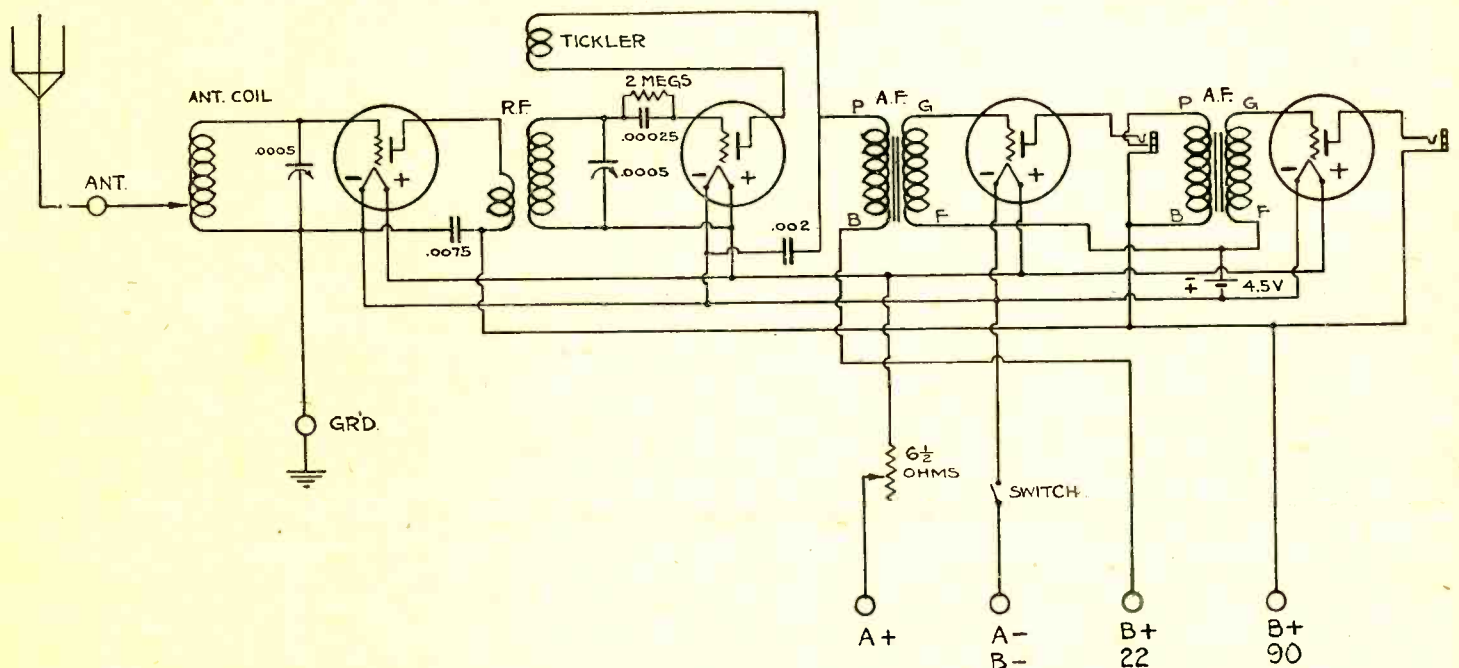 TICKLER
ANT. COIL
2 MEGS
R.F.
P A.F. G
P A.F. G
.00025
.0005
.0005
- +
- +
- +
- +
ANT.
B F
B F
.0075
.002
- + 4.5V
GR'D.
6½
OHMS
SWITCH
A+
A-
B-
B+
22
B+
90